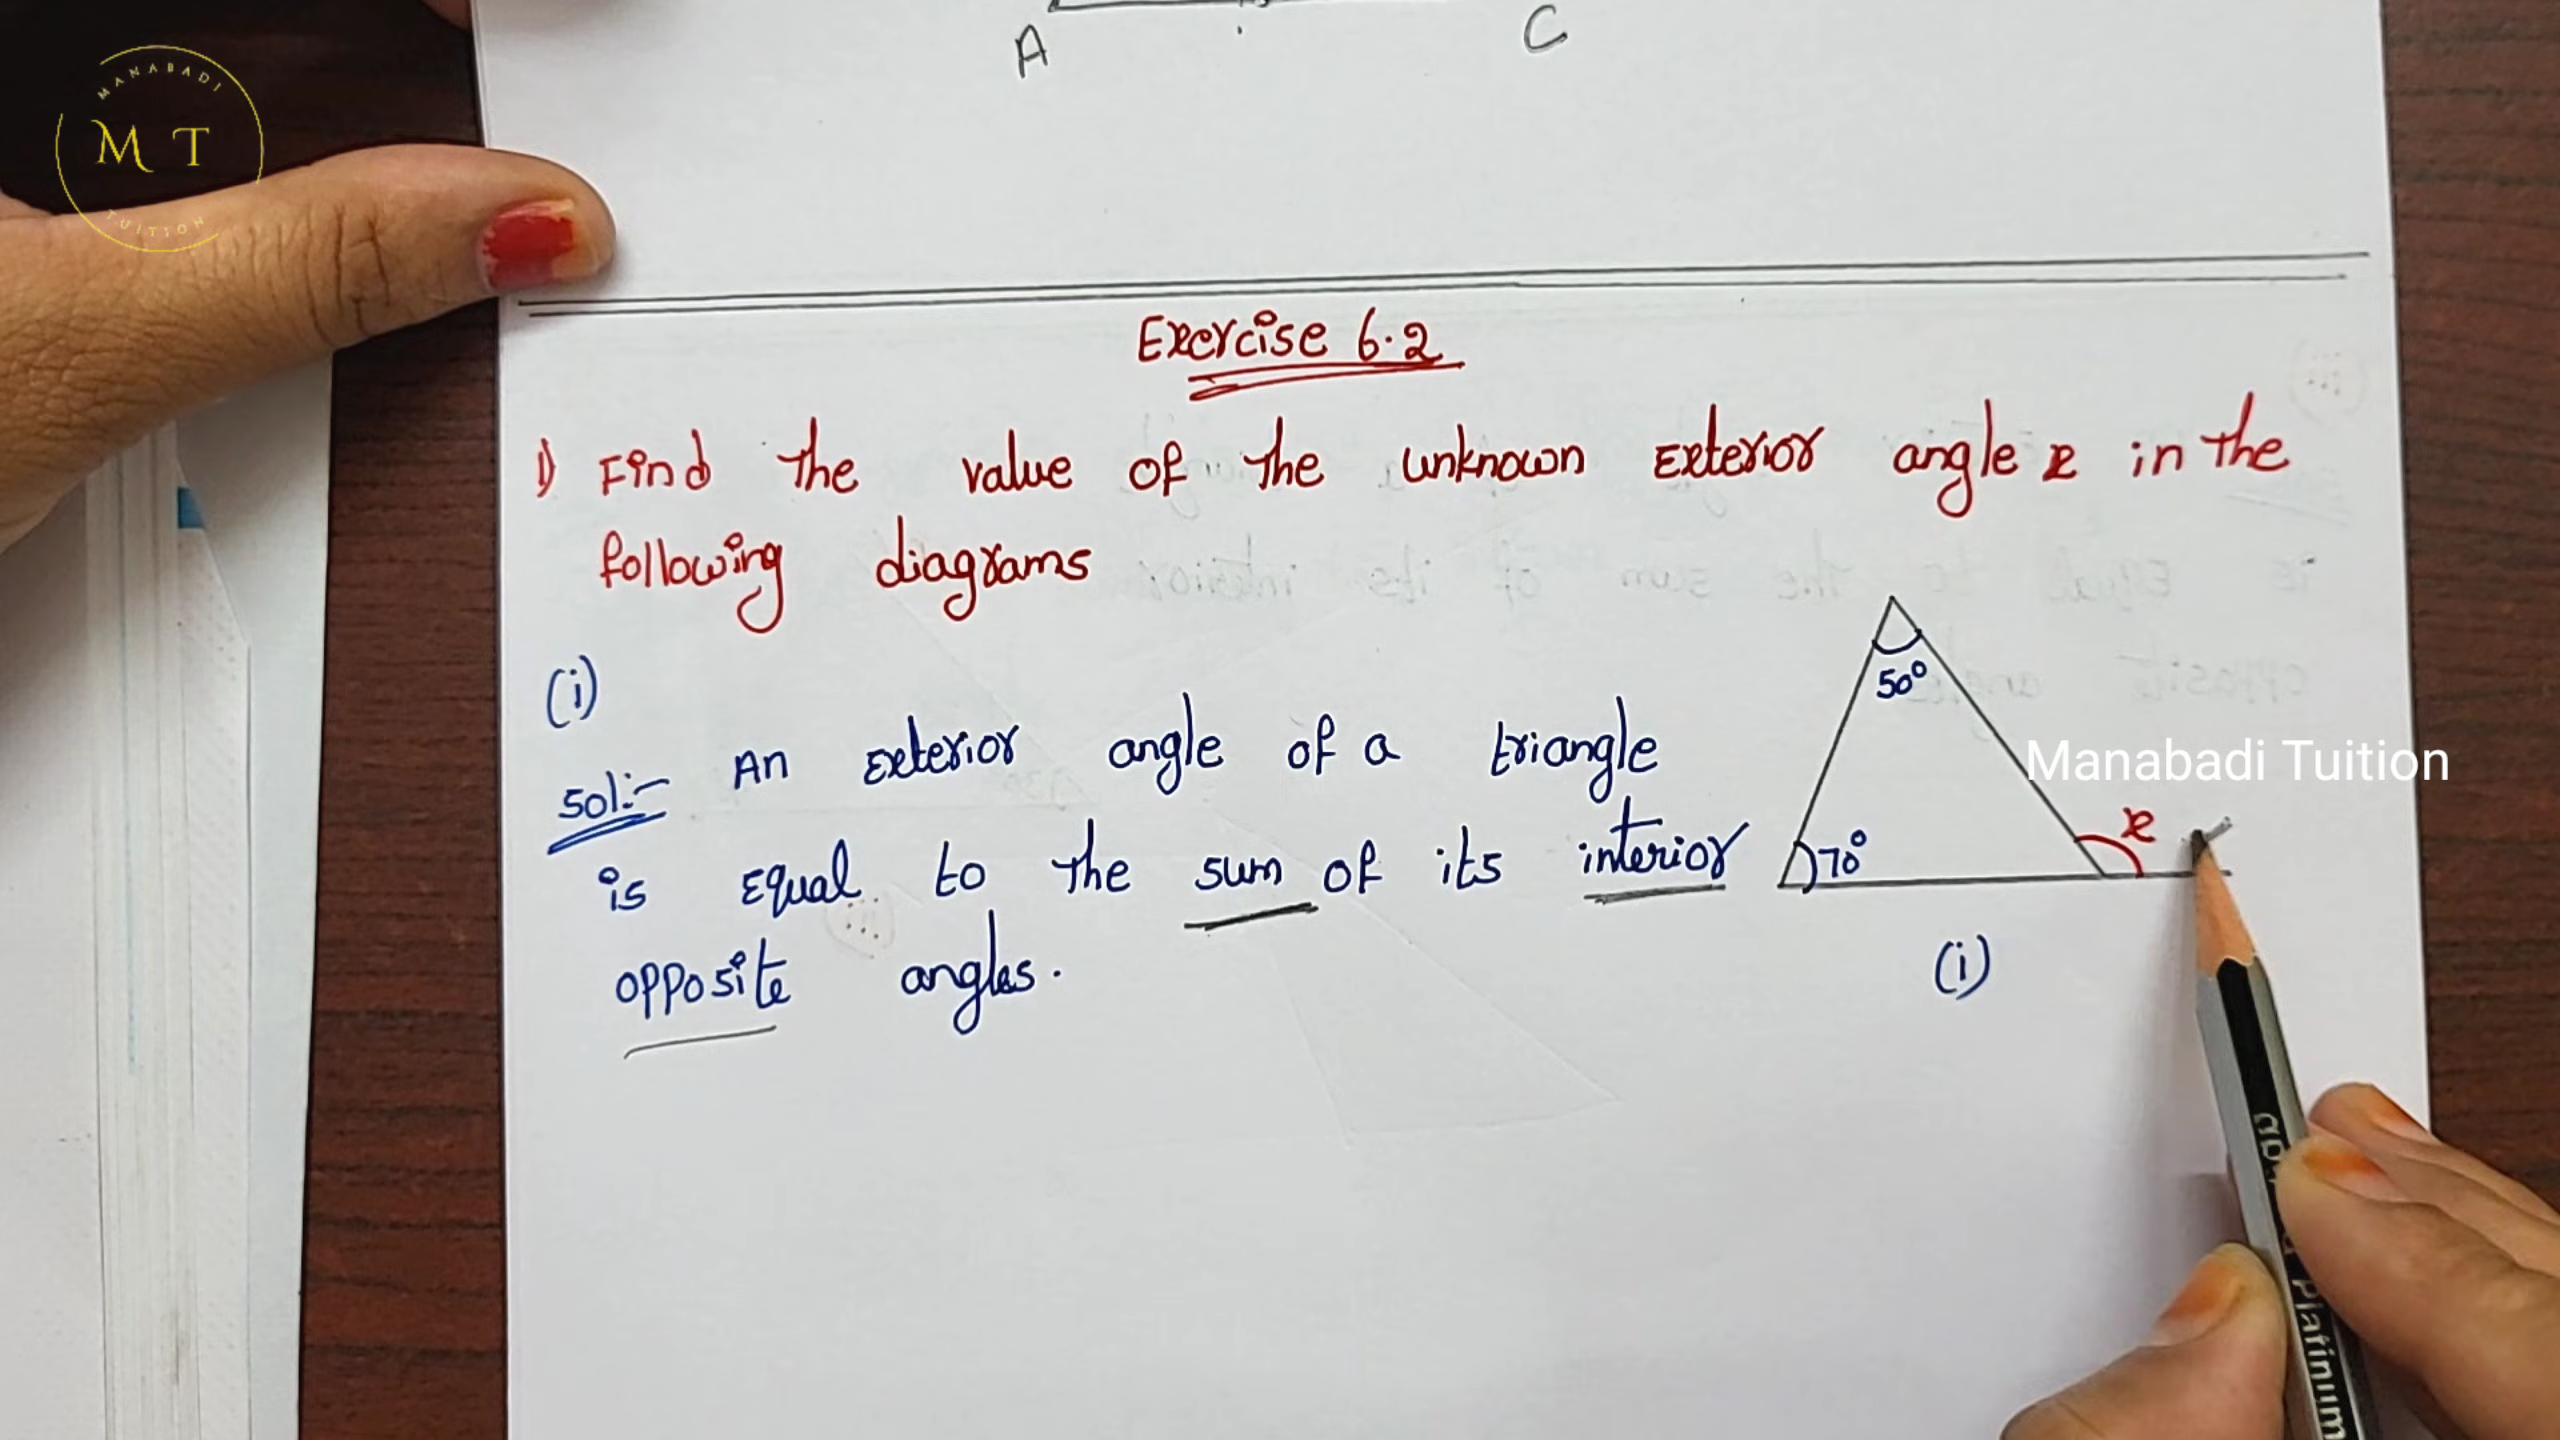 A C
MANABADI
M T
TUITION
Exercise 6.2
1) Find the value of the unknown exterior angle x in the
following diagrams
(i)
50°
Manabadi Tuition
Sol:- An exterior angle of a triangle
x
is equal to the sum of its interior
70°
opposite angles.
(i)
Platinum